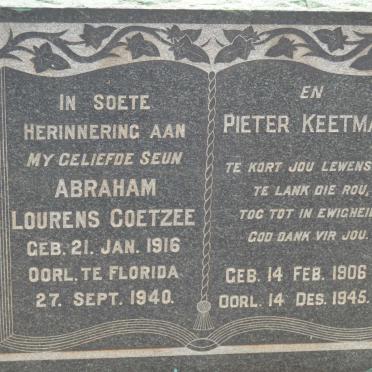 IN SOETE
HERINNERING AAN
MY GELIEFDE SEUN
ABRAHAM
LOURENS COETZEE
GEB. 21. JAN. 1916
OORL. TE FLORIDA
27. SEPT. 1940.
EN
PIETER KEETMA
TE KORT JOU LEWENS
TE LANK DIE ROU,
TOG TOT IN EWIGHEI
GOD DANK VIR JOU.
GEB. 14 FEB. 1906
OORL. 14 DES. 1945.